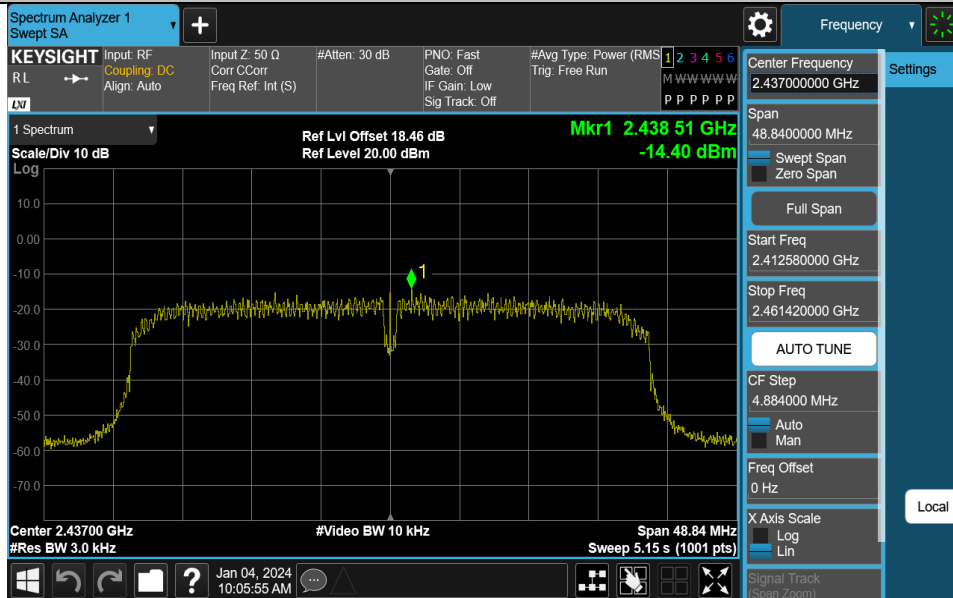 Spectrum Analyzer 1
Swept SA
+
Frequency
KEYSIGHT
RL
LXI
Input: RF
Coupling: DC
Align: Auto
Input Z: 50 Ω
Corr CCorr
Freq Ref: Int (S)
#Atten: 30 dB
PNO: Fast
Gate: Off
IF Gain: Low
Sig Track: Off
#Avg Type: Power (RMS
Trig: Free Run
1 2 3 4 5 6
M W W W W W
P P P P P P
1 Spectrum
Scale/Div 10 dB
Log
Ref Lvl Offset 18.46 dB
Ref Level 20.00 dBm
Mkr1 2.438 51 GHz
-14.40 dBm
10.0
0.00
-10.0
-20.0
-30.0
-40.0
-50.0
-60.0
-70.0
1
Center 2.43700 GHz
#Res BW 3.0 kHz
#Video BW 10 kHz
Span 48.84 MHz
Sweep 5.15 s (1001 pts)
Center Frequency
2.437000000 GHz
Span
48.8400000 MHz
Swept Span
Zero Span
Full Span
Start Freq
2.412580000 GHz
Stop Freq
2.461420000 GHz
AUTO TUNE
CF Step
4.884000 MHz
Auto
Man
Freq Offset
0 Hz
X Axis Scale
Log
Lin
Signal Track
(Span Zoom)
Settings
Local
?
Jan 04, 2024
10:05:55 AM